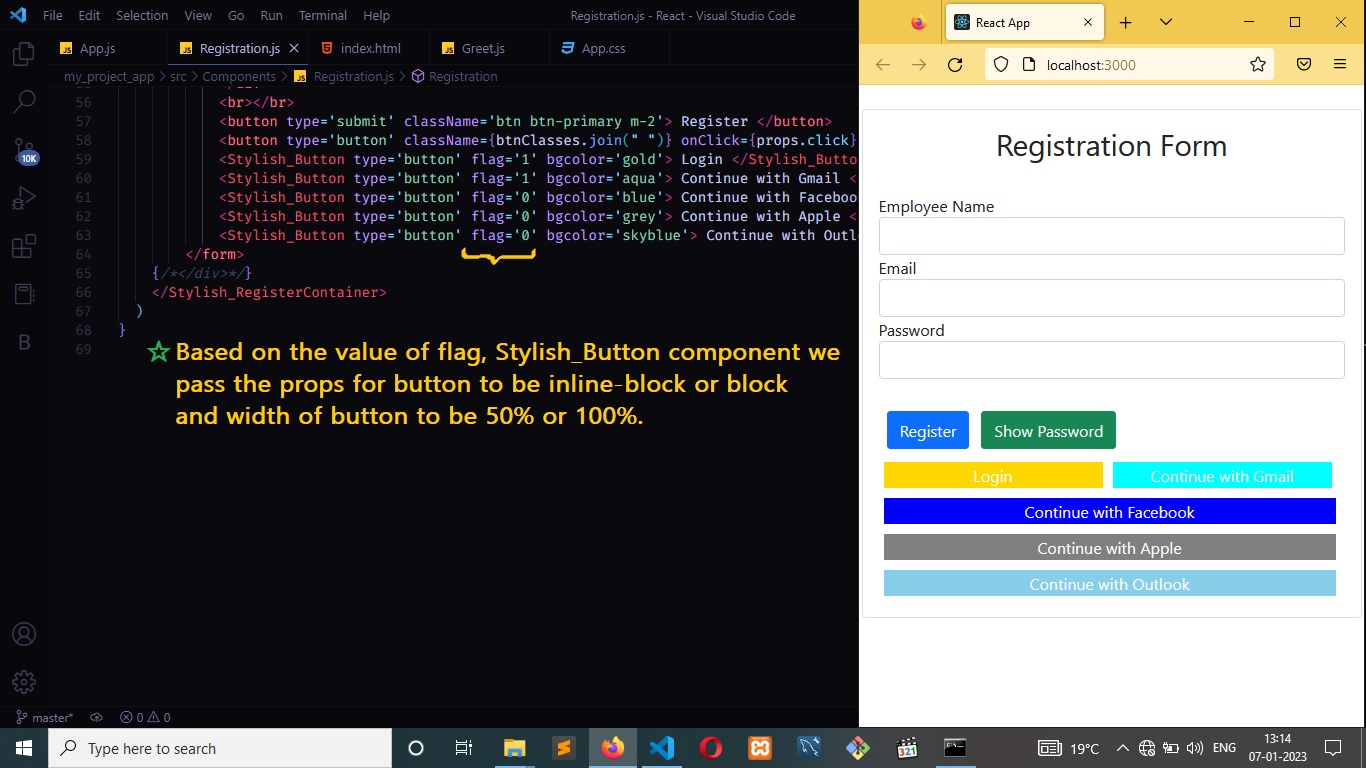 File Edit Selection View Go Run Terminal Help Registration.js - React - Visual Studio Code
JS App.js JS Registration.js index.html JS Greet.js App.css
my_project_app > src > Components > JS Registration.js > Registration
56 <br></br>
57 <button type='submit' className='btn btn-primary m-2'> Register </button>
58 <button type='button' className={btnClasses.join(" ")} onClick={props.click}
59 <Stylish_Button type='button' flag='1' bgcolor='gold'> Login </Stylish_Butto
60 <Stylish_Button type='button' flag='1' bgcolor='aqua'> Continue with Gmail <
61 <Stylish_Button type='button' flag='0' bgcolor='blue'> Continue with Faceboo
62 <Stylish_Button type='button' flag='0' bgcolor='grey'> Continue with Apple <
63 <Stylish_Button type='button' flag='0' bgcolor='skyblue'> Continue with Outl
64 </form>
65 {/*</div>*/}
66 </Stylish_RegisterContainer>
67 )
68 }
69
Based on the value of flag, Stylish_Button component we
pass the props for button to be inline-block or block
and width of button to be 50% or 100%.
10K
B
master* 0 0
React App
localhost:3000
Registration Form
Employee Name
Email
Password
Register Show Password
Login Continue with Gmail
Continue with Facebook
Continue with Apple
Continue with Outlook
Type here to search 321 19°C ENG 13:14
07-01-2023